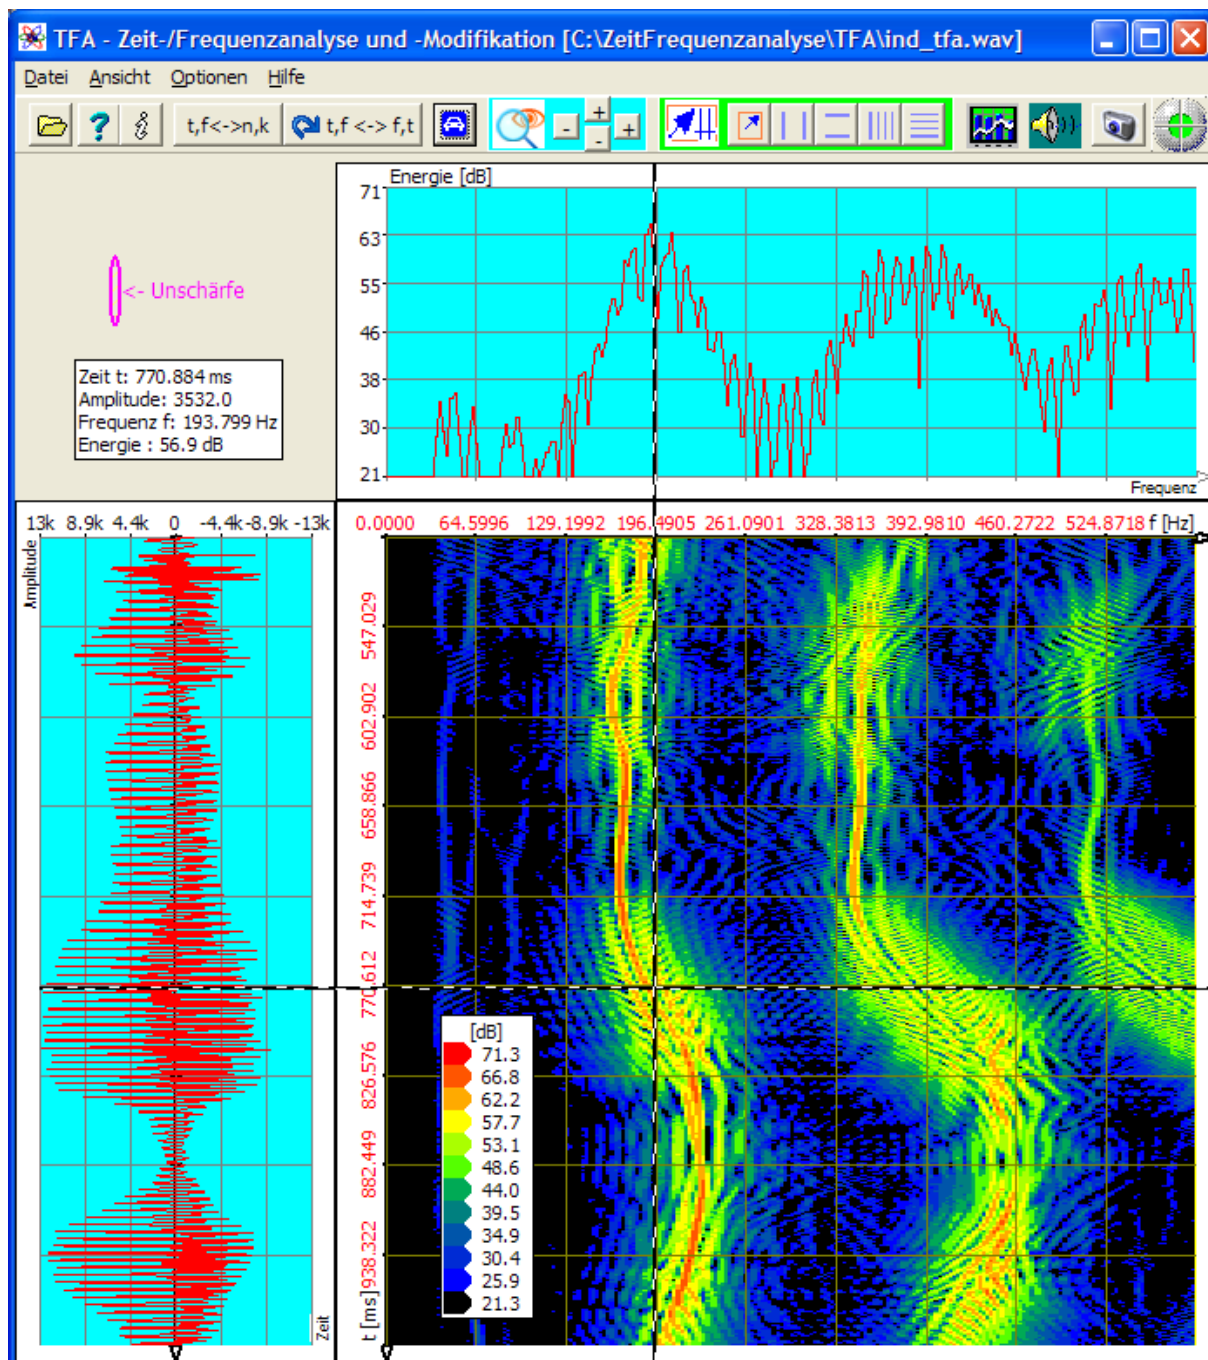 TFA - Zeit-/Frequenzanalyse und -Modifikation [C:\ZeitFrequenzanalyse\TFA\ind_tfa.wav]
Datei Ansicht Optionen Hilfe
t,f<->n,k t,f <-> f,t
Energie [dB]
71
63
55
46
38
30
21
Frequenz
<- Unschärfe
Zeit t: 770.884 ms
Amplitude: 3532.0
Frequenz f: 193.799 Hz
Energie : 56.9 dB
13k 8.9k 4.4k 0 -4.4k -8.9k -13k
Amplitude
Zeit
0.0000 64.5996 129.1992 196.4905 261.0901 328.3813 392.9810 460.2722 524.8718 f [Hz]
547.029
602.902
658.866
714.739
770.612
826.576
882.449
938.322
t [ms]
[dB]
71.3
66.8
62.2
57.7
53.1
48.6
44.0
39.5
34.9
30.4
25.9
21.3